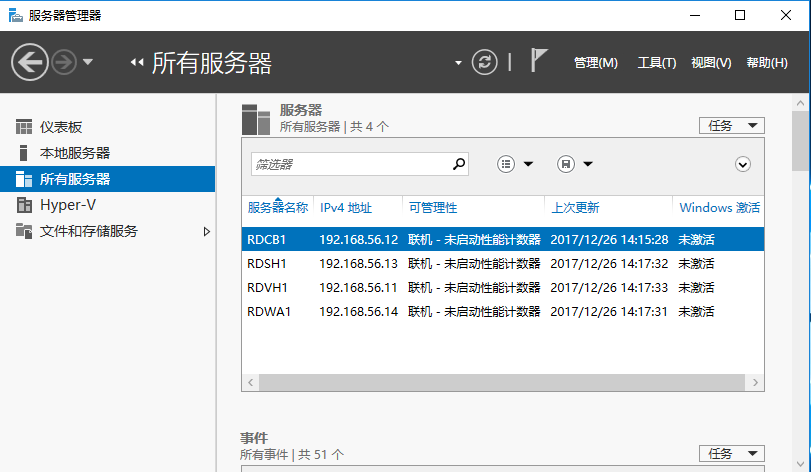 服务器管理器
所有服务器
管理(M) 工具(T) 视图(V) 帮助(H)
仪表板
本地服务器
所有服务器
Hyper-V
文件和存储服务
服务器
所有服务器 | 共 4 个
任务
筛选器
服务器名称 IPv4 地址 可管理性 上次更新 Windows 激活
RDCB1 192.168.56.12 联机 - 未启动性能计数器 2017/12/26 14:15:28 未激活
RDSH1 192.168.56.13 联机 - 未启动性能计数器 2017/12/26 14:17:32 未激活
RDVH1 192.168.56.11 联机 - 未启动性能计数器 2017/12/26 14:17:33 未激活
RDWA1 192.168.56.14 联机 - 未启动性能计数器 2017/12/26 14:17:31 未激活
事件
所有事件 | 共 51 个
任务